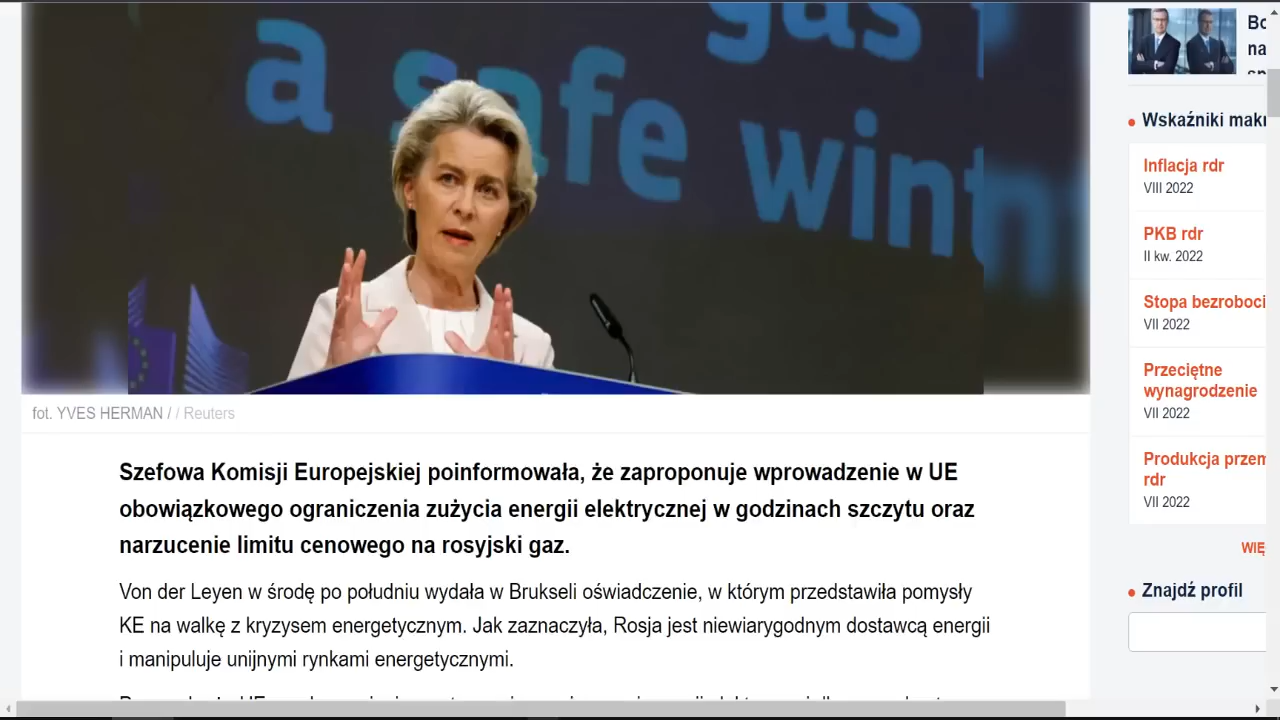 gas
a safe wint
fot. YVES HERMAN / / Reuters
Szefowa Komisji Europejskiej poinformowała, że zaproponuje wprowadzenie w UE
obowiązkowego ograniczenia zużycia energii elektrycznej w godzinach szczytu oraz
narzucenie limitu cenowego na rosyjski gaz.
Von der Leyen w środę po południu wydała w Brukseli oświadczenie, w którym przedstawiła pomysły
KE na walkę z kryzysem energetycznym. Jak zaznaczyła, Rosja jest niewiarygodnym dostawcą energii
i manipuluje unijnymi rynkami energetycznymi.
Wskaźniki makr
Inflacja rdr
VIII 2022
PKB rdr
II kw. 2022
Stopa bezroboci
VII 2022
Przeciętne
wynagrodzenie
VII 2022
Produkcja przem
rdr
VII 2022
WIĘ
Znajdź profil